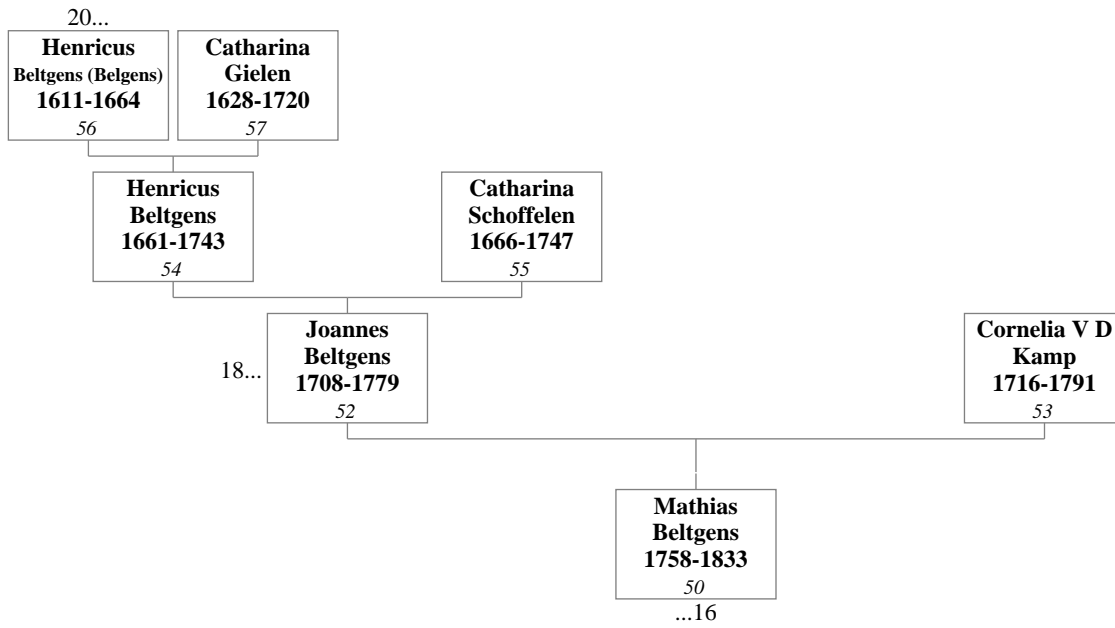 20...
Henricus
Beltgens (Belgens)
1611-1664
56
Catharina
Gielen
1628-1720
57
Henricus
Beltgens
1661-1743
54
Catharina
Schoffelen
1666-1747
55
18...
Joannes
Beltgens
1708-1779
52
Cornelia V D
Kamp
1716-1791
53
Mathias
Beltgens
1758-1833
50
...16